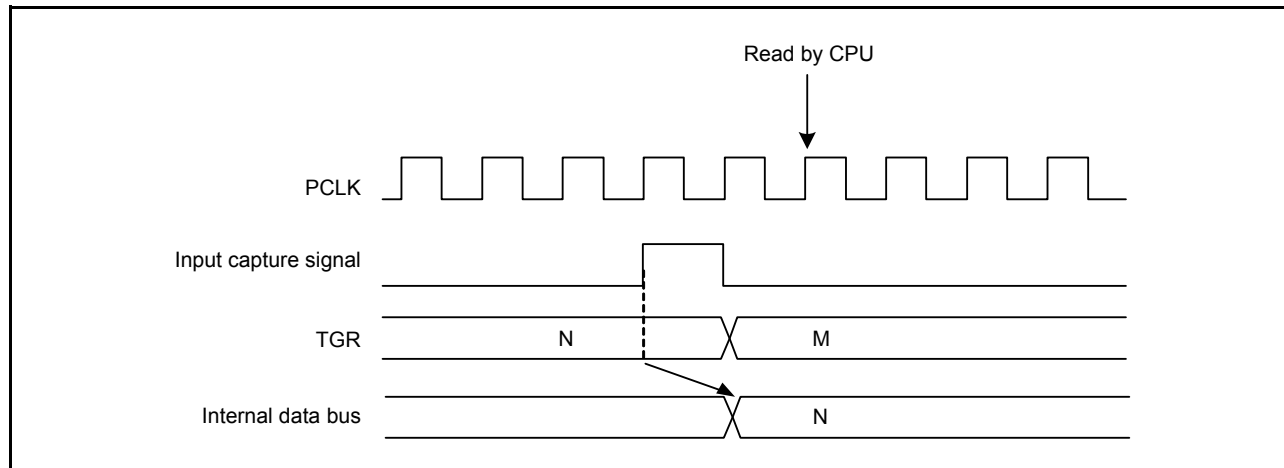 Read by CPU
PCLK
Input capture signal
TGR
N
M
Internal data bus
N